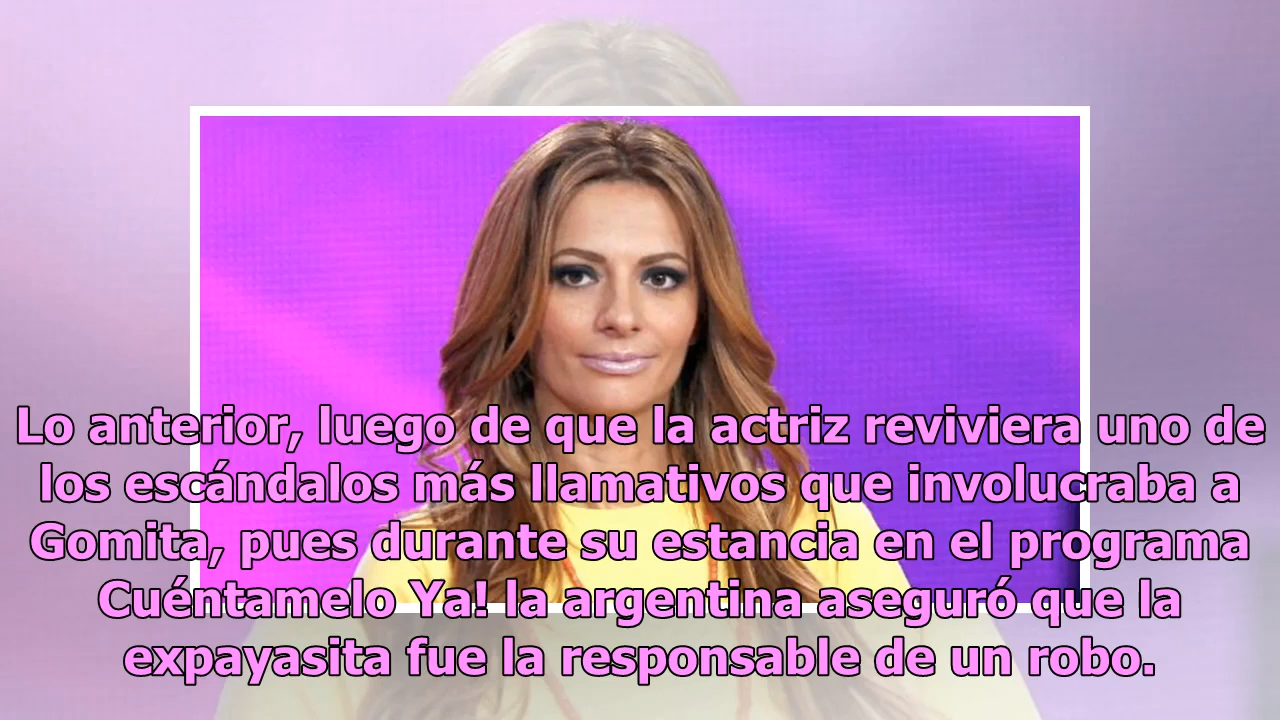 Lo anterior, luego de que la actriz reviviera uno de
los escándalos más llamativos que involucraba a
Gomita, pues durante su estancia en el programa
Cuéntamelo Ya! la argentina aseguró que la
expayasita fue la responsable de un robo.